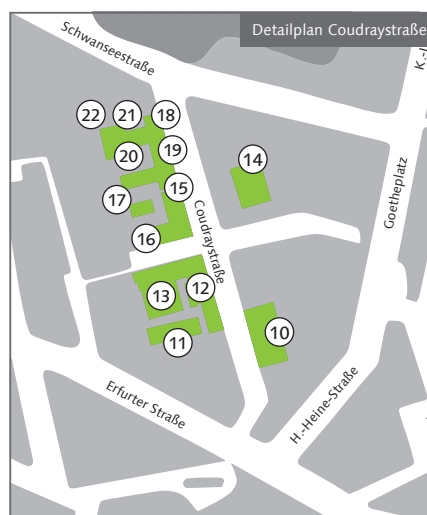 Detailplan Coudraystraße
Schwanseestraße
K.-
22
21
18
20
19
14
17
15
16
Coudraystraße
Goetheplatz
13
12
10
11
Erfurter Straße
H.-Heine-Straße